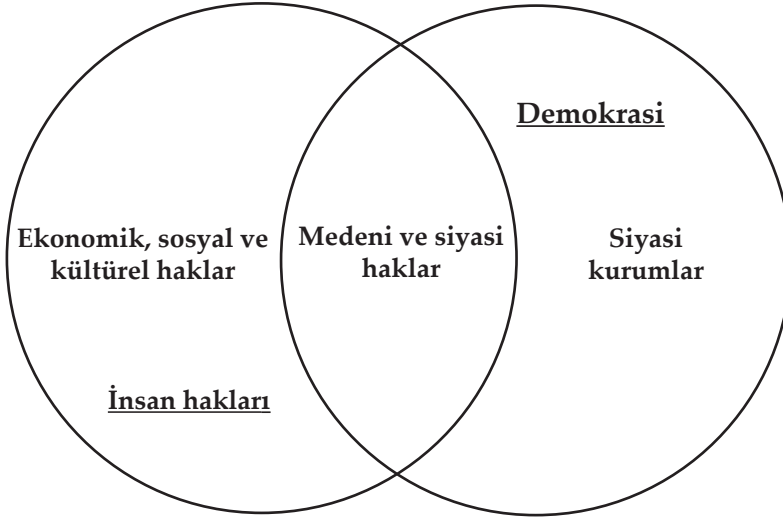 Demokrasi
Ekonomik, sosyal ve
kültürel haklar
Medeni ve siyasi
haklar
Siyasi
kurumlar
İnsan hakları